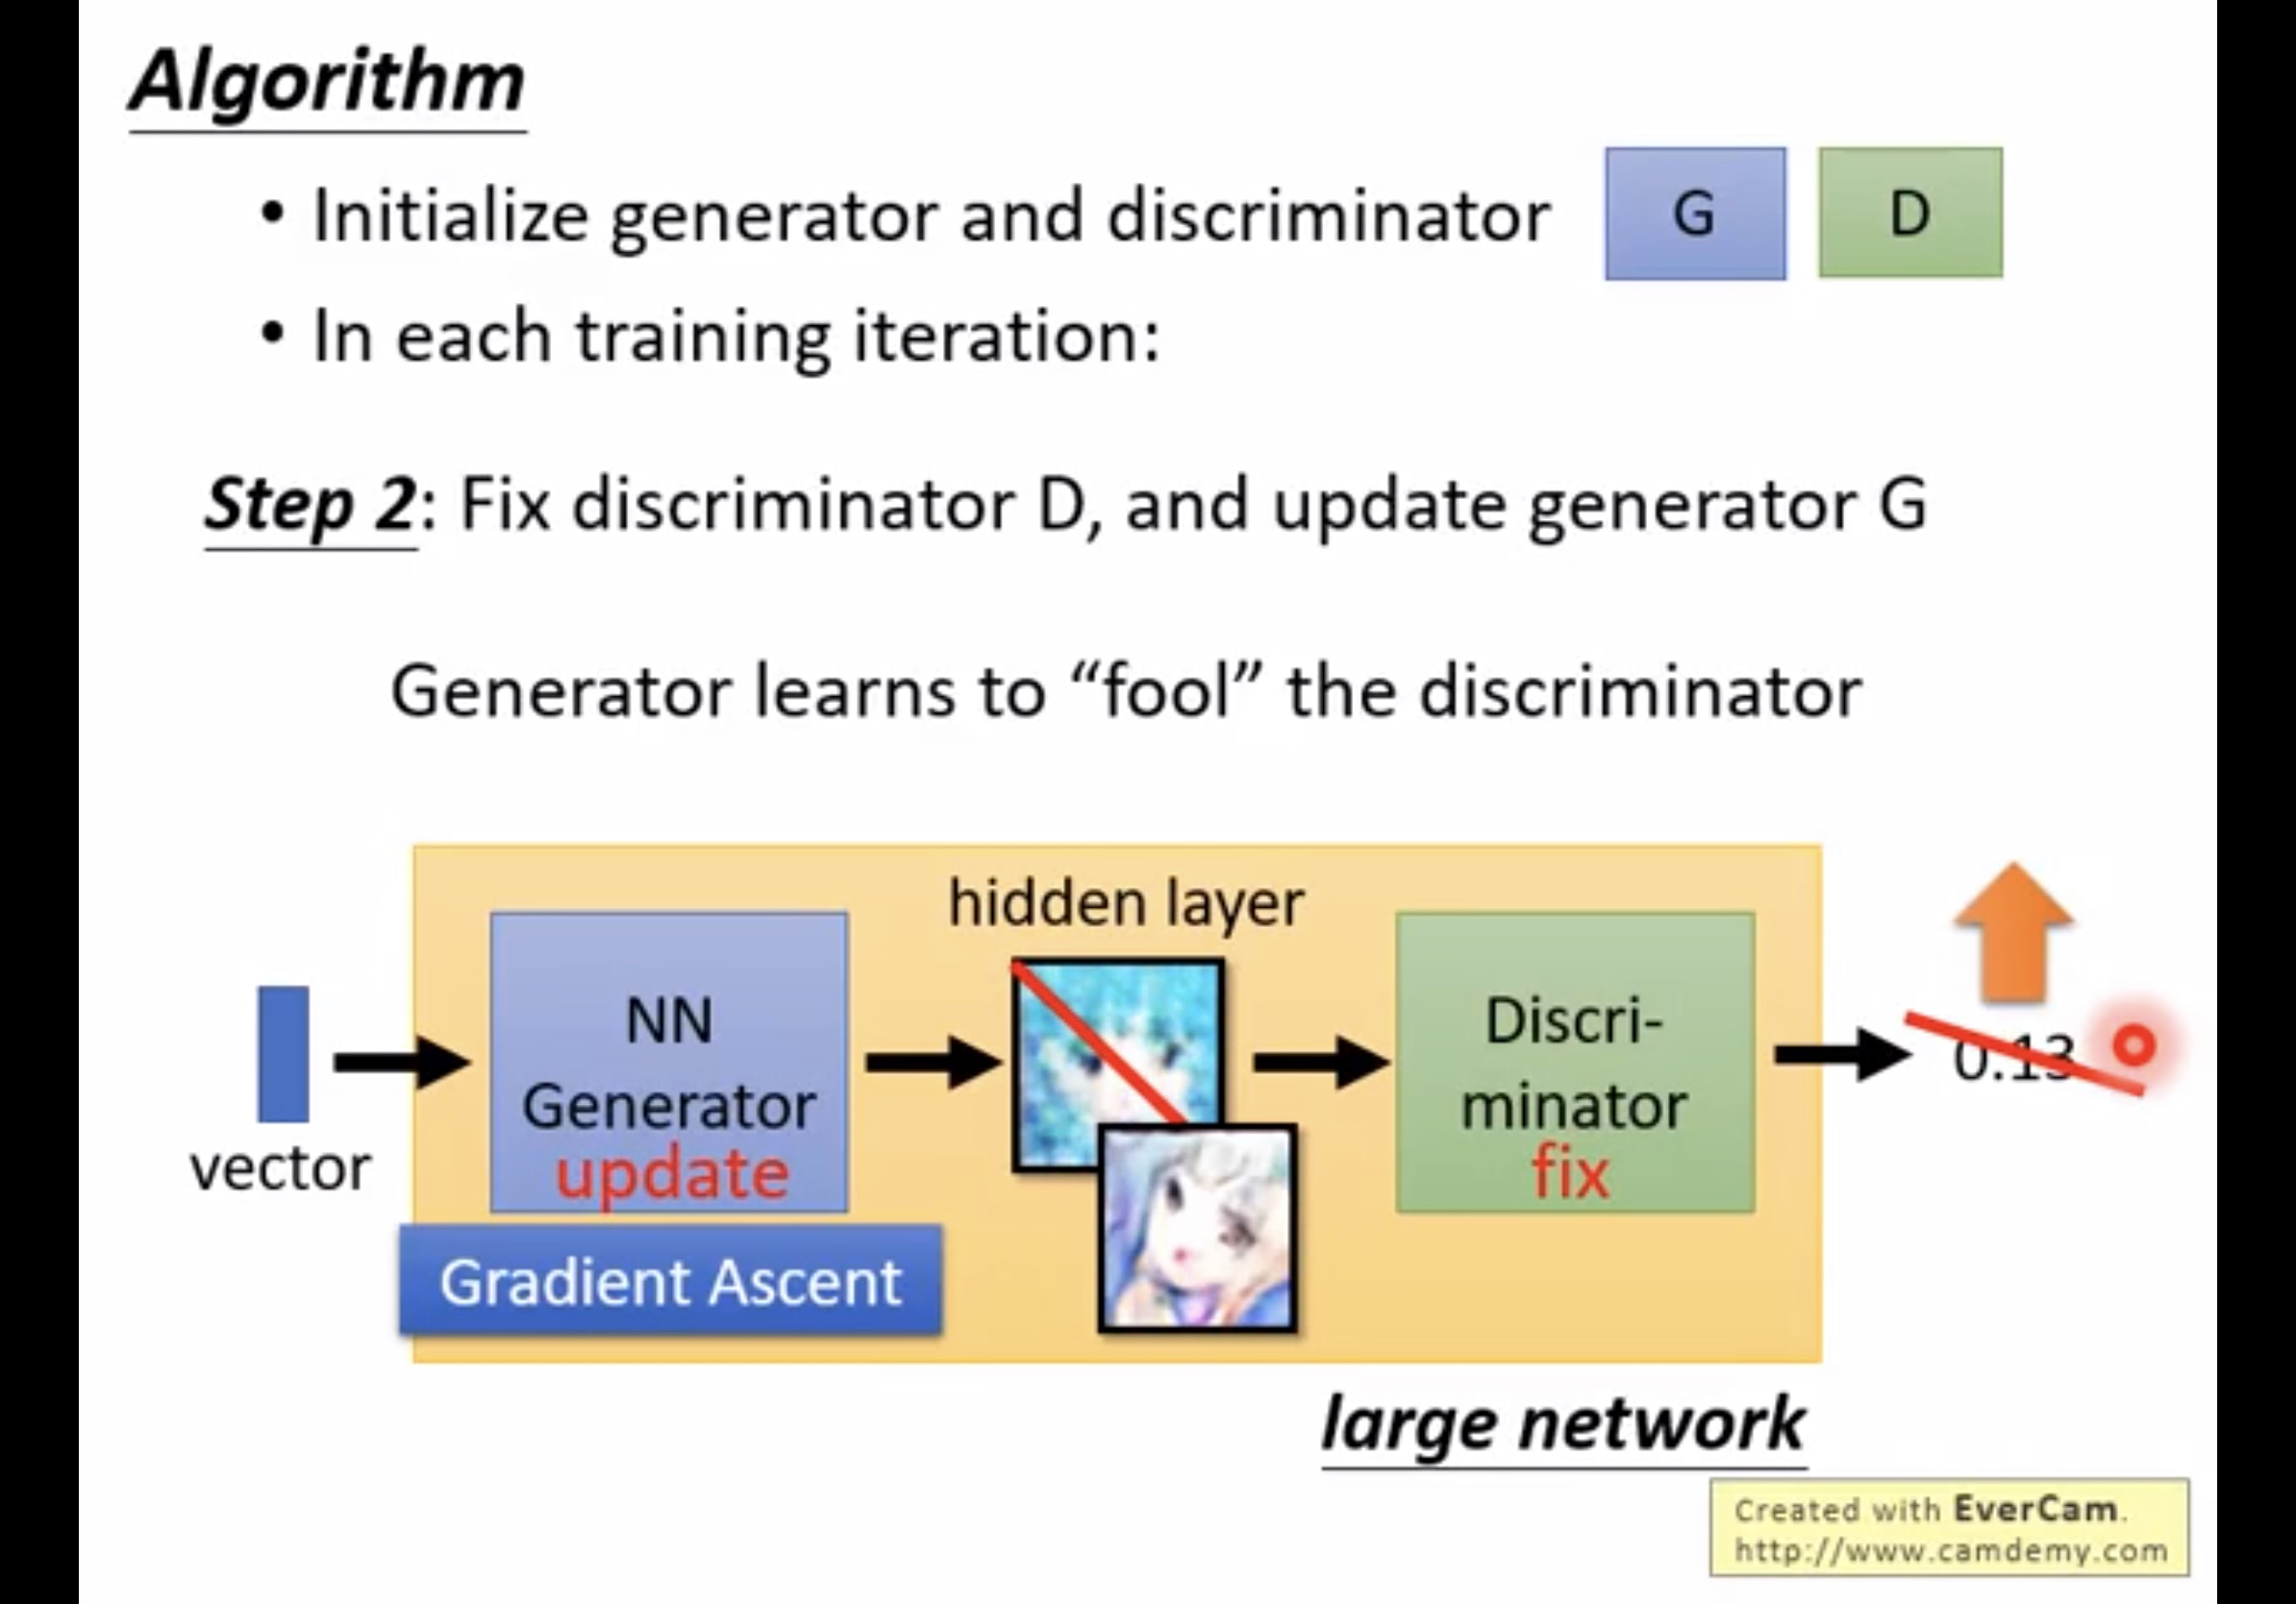 Algorithm
• Initialize generator and discriminator
G
D
• In each training iteration:
Step 2: Fix discriminator D, and update generator G
Generator learns to “fool” the discriminator
hidden layer
vector
NN
Generator
update
Discri-
minator
fix
0.13
Gradient Ascent
large network
Created with EverCam.
http://www.camdemy.com